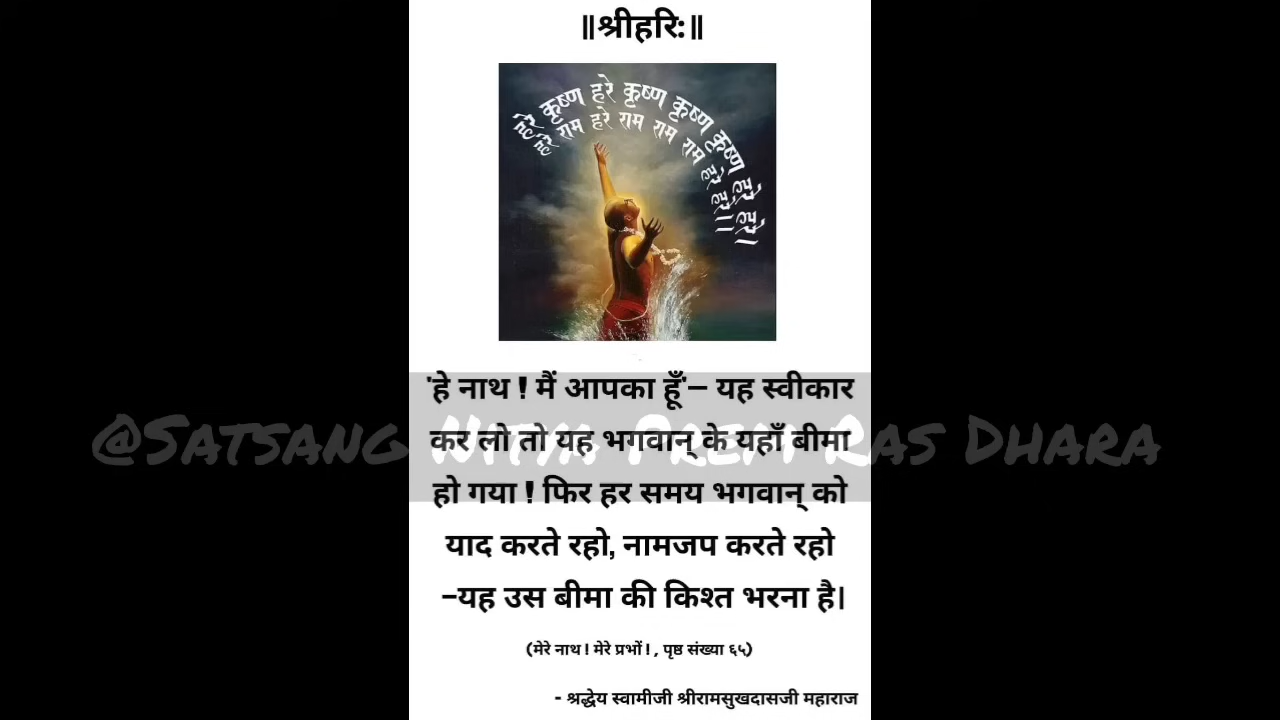 ॥श्रीहरिः॥
हरे कृष्ण हरे कृष्ण कृष्ण कृष्ण हरे हरे।
हरे राम हरे राम राम राम हरे हरे।।
'हे नाथ ! मैं आपका हूँ'– यह स्वीकार
कर लो तो यह भगवान् के यहाँ बीमा
हो गया ! फिर हर समय भगवान् को
याद करते रहो, नामजप करते रहो
–यह उस बीमा की किश्त भरना है।
(मेरे नाथ ! मेरे प्रभों ! , पृष्ठ संख्या ६५)
- श्रद्धेय स्वामीजी श्रीरामसुखदासजी महाराज
@Satsang Nitya Prem Ras Dhara